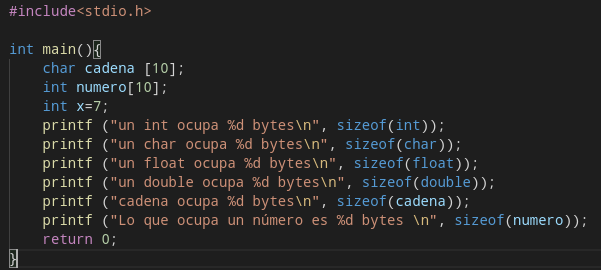 #include<stdio.h>
int main(){
char cadena [10];
int numero[10];
int x=7;
printf ("un int ocupa %d bytes\n", sizeof(int));
printf ("un char ocupa %d bytes\n", sizeof(char));
printf ("un float ocupa %d bytes\n", sizeof(float));
printf ("un double ocupa %d bytes\n", sizeof(double));
printf ("cadena ocupa %d bytes\n", sizeof(cadena));
printf ("Lo que ocupa un número es %d bytes \n", sizeof(numero));
return 0;
}